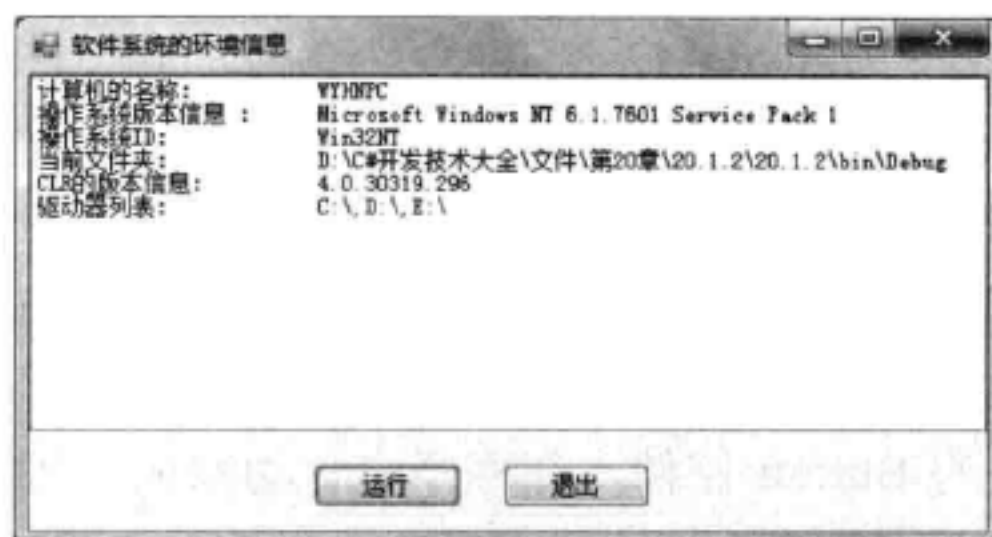 软件系统的环境信息
计算机的名称: WYHNPC
操作系统版本信息 : Microsoft Windows NT 6.1.7601 Service Pack 1
操作系统ID: Win32NT
当前文件夹: D:\C#开发技术大全\文件\第20章\20.1.2\20.1.2\bin\Debug
CLR的版本信息: 4.0.30319.296
驱动器列表: C:\,D:\,E:\
运行
退出